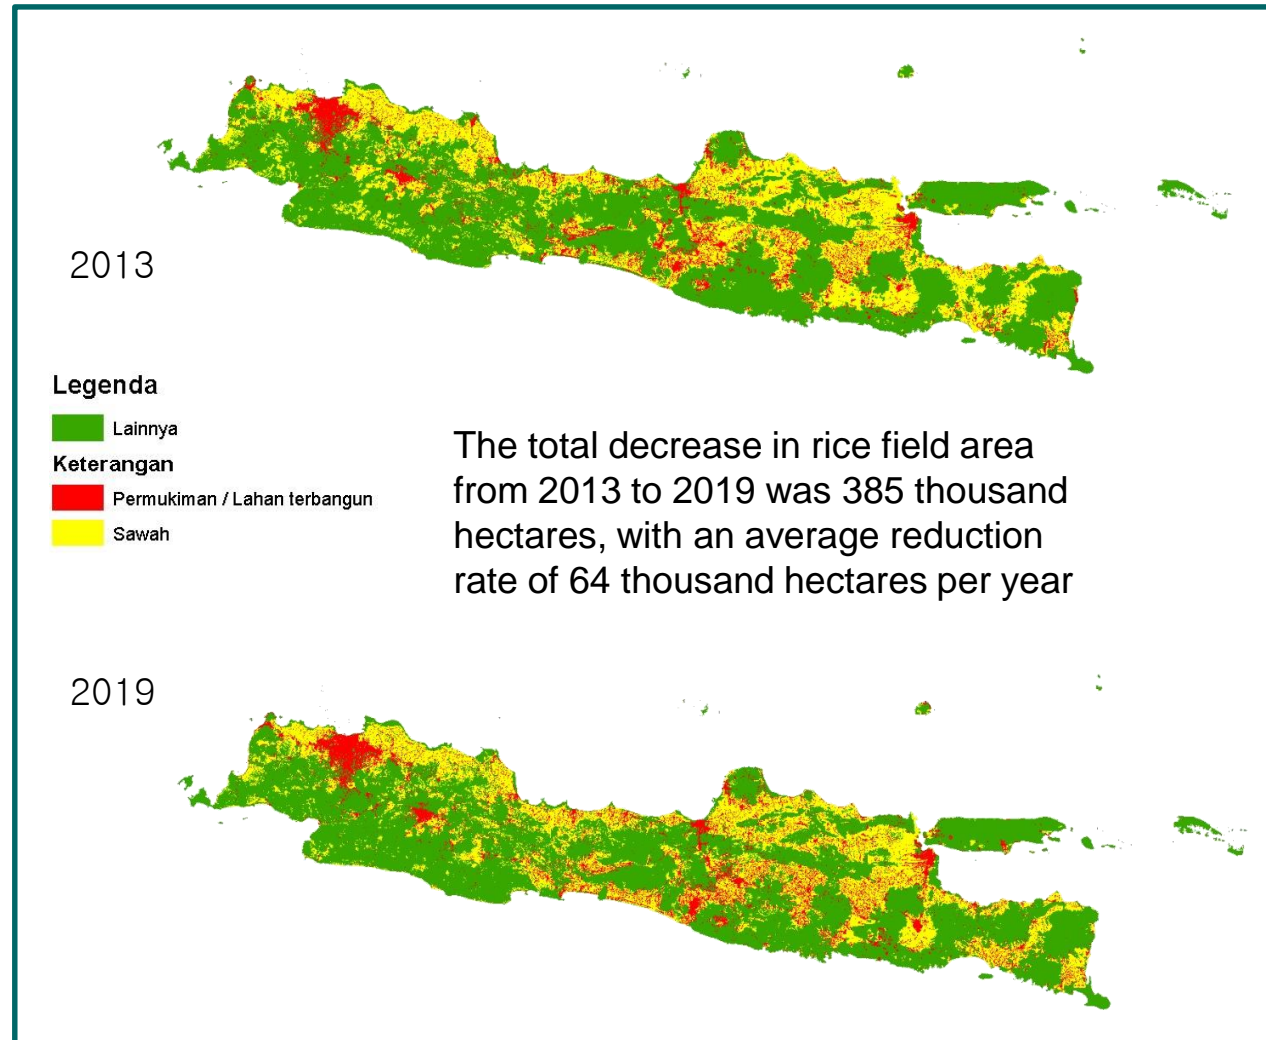 2013
Legenda
Lainnya
Keterangan
Permukiman / Lahan terbangun
Sawah
The total decrease in rice field area
from 2013 to 2019 was 385 thousand
hectares, with an average reduction
rate of 64 thousand hectares per year
2019